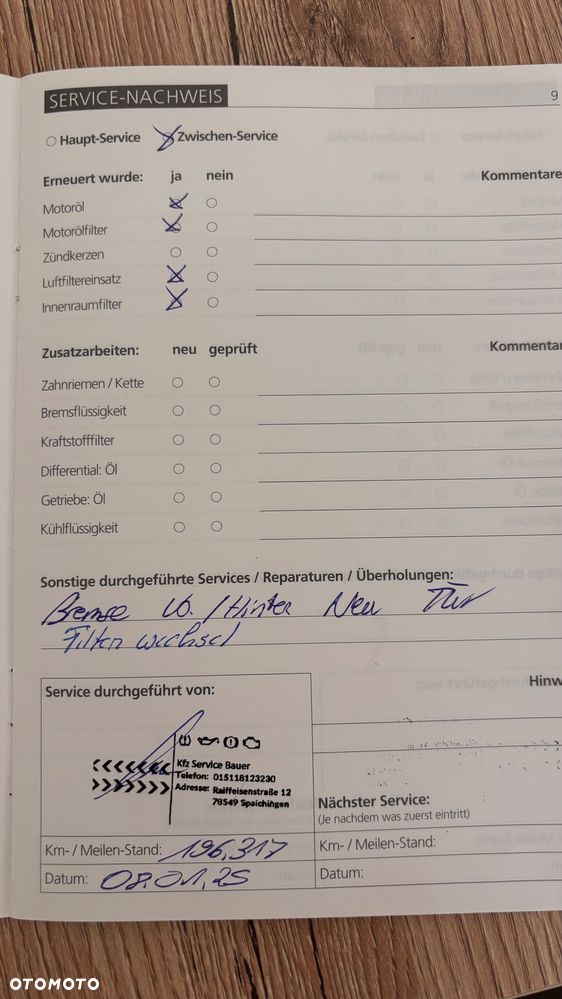 SERVICE-NACHWEIS
9
Haupt-Service Zwischen-Service
Erneuert wurde: ja nein Kommentare
Motoröl
Motorölfilter
Zündkerzen
Luftfiltereinsatz
Innenraumfilter
Zusatzarbeiten: neu geprüft Kommentar
Zahnriemen / Kette
Bremsflüssigkeit
Kraftstofffilter
Differential: Öl
Getriebe: Öl
Kühlflüssigkeit
Sonstige durchgeführte Services / Reparaturen / Überholungen:
Bremse Vo. / Hinten Neu Tüv
Filter wechsel
Service durchgeführt von: Hinw
Kfz Service Bauer
Telefon: 015118123230
Adresse: Raiffeisenstraße 12
78549 Spaichingen
Nächster Service:
(Je nachdem was zuerst eintritt)
Km- / Meilen-Stand: 196,317 Km- / Meilen-Stand:
Datum: 08.01.25 Datum:
OTOMOTO